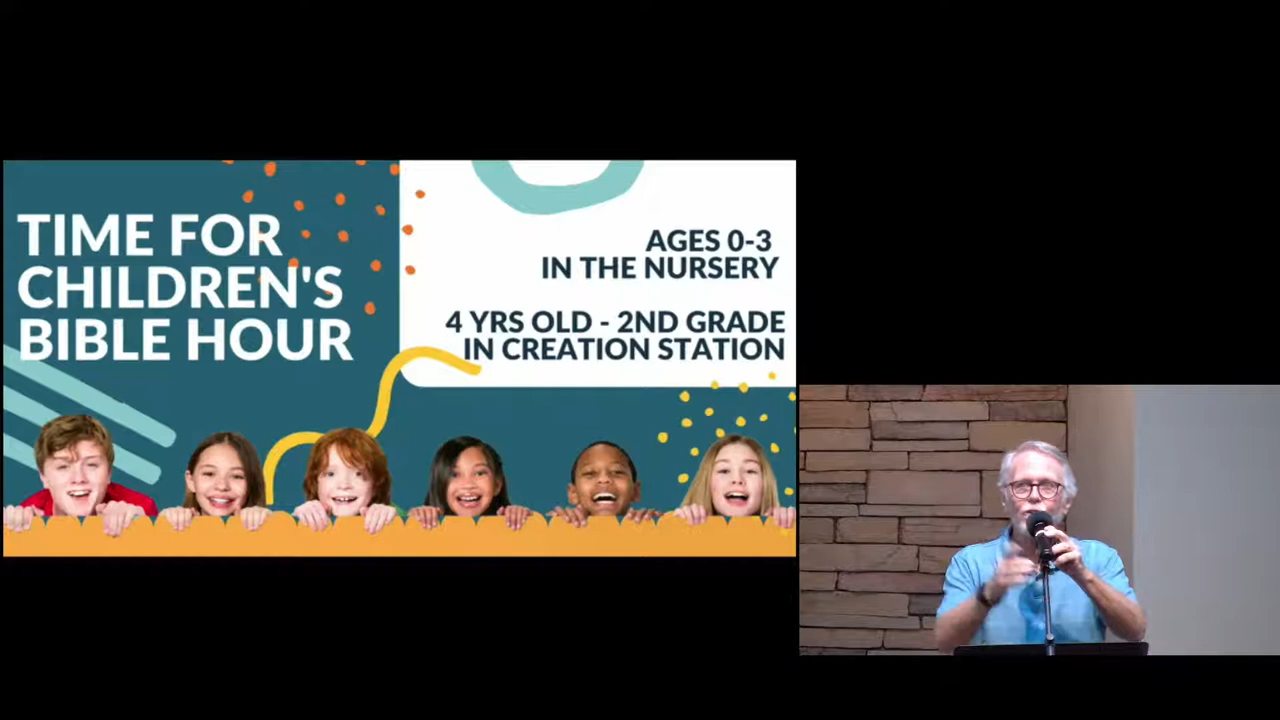 TIME FOR
CHILDREN'S
BIBLE HOUR
AGES 0-3
IN THE NURSERY
4 YRS OLD - 2ND GRADE
IN CREATION STATION